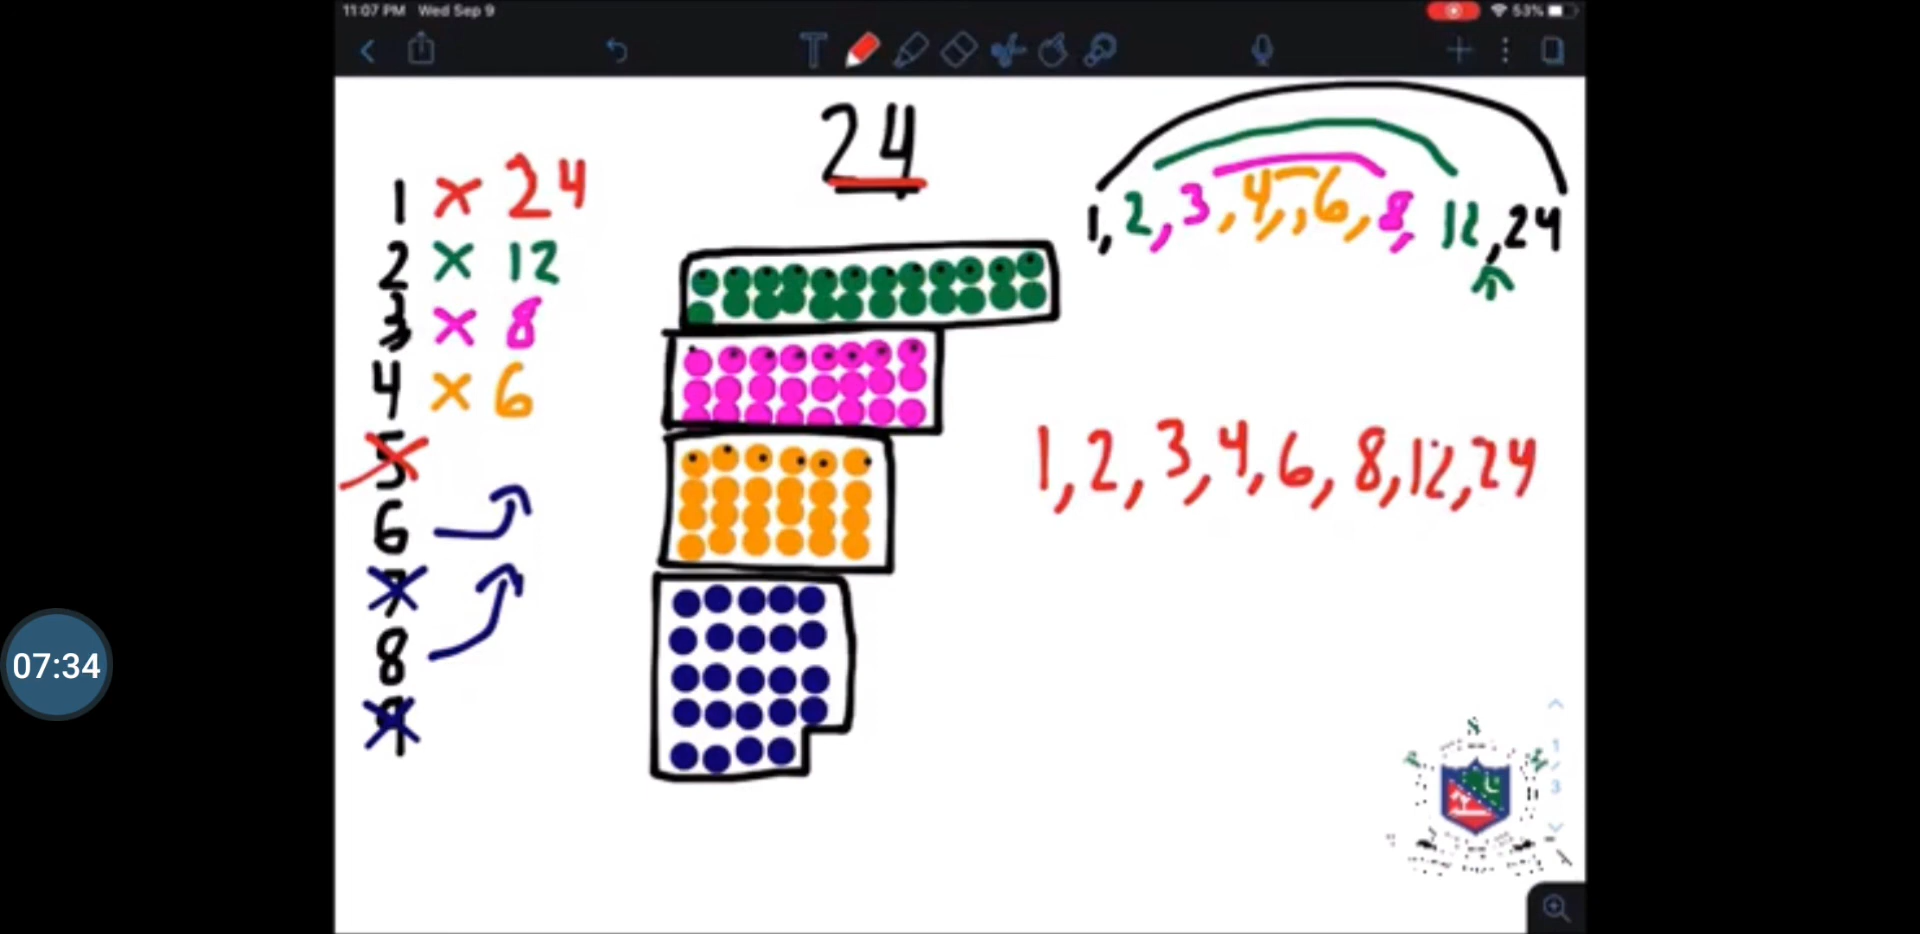 11:07 PM Wed Sep 9
53%
24
1 × 24
2 × 12
3 × 8
4 × 6
5
6
7
8
9
1, 2, 3, 4, , 6, 8, 12, 24
1, 2, 3, 4, 6, 8, 12, 24
07:34
1
/
3